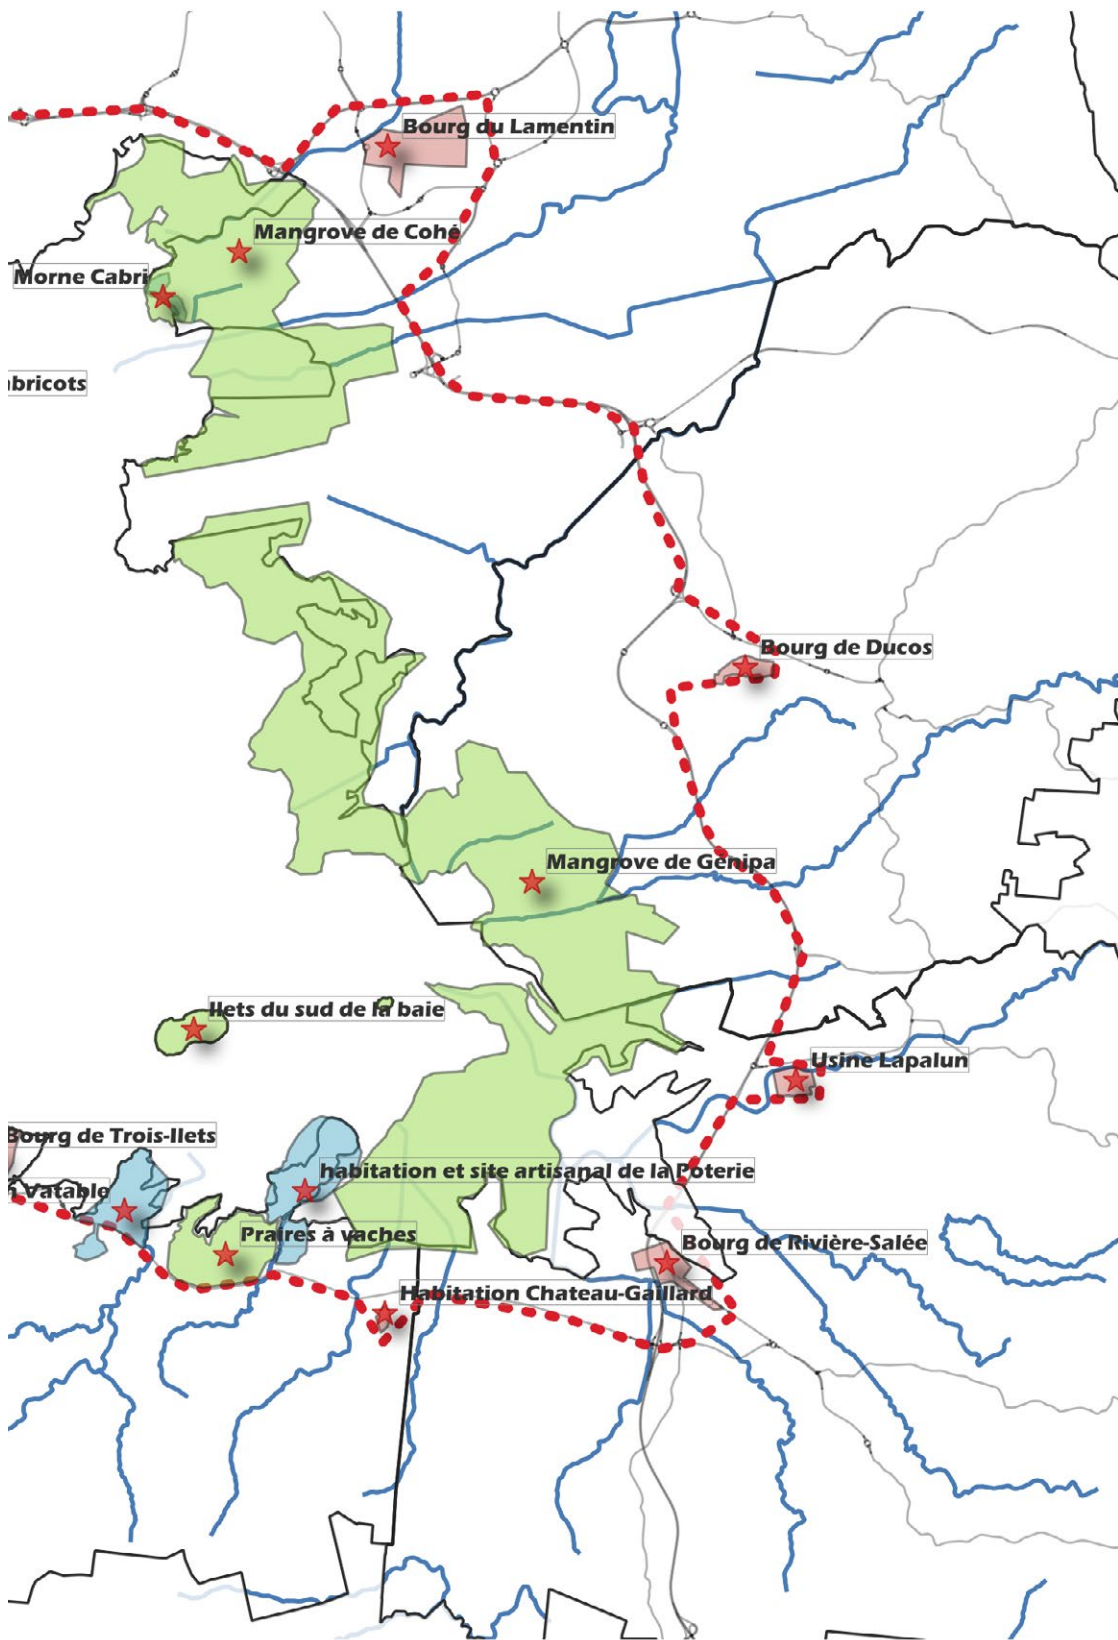 Bourg du Lamentin
Mangrove de Cohé
Morne Cabri
bricots
Bourg de Ducos
Mangrove de Génipa
Ilets du sud de la baie
Usine Lapalun
Bourg de Trois-Ilets
habitation et site artisanal de la Poterie
Vatable
Praires à vaches
Bourg de Rivière-Salée
Habitation Chateau-Gaillard